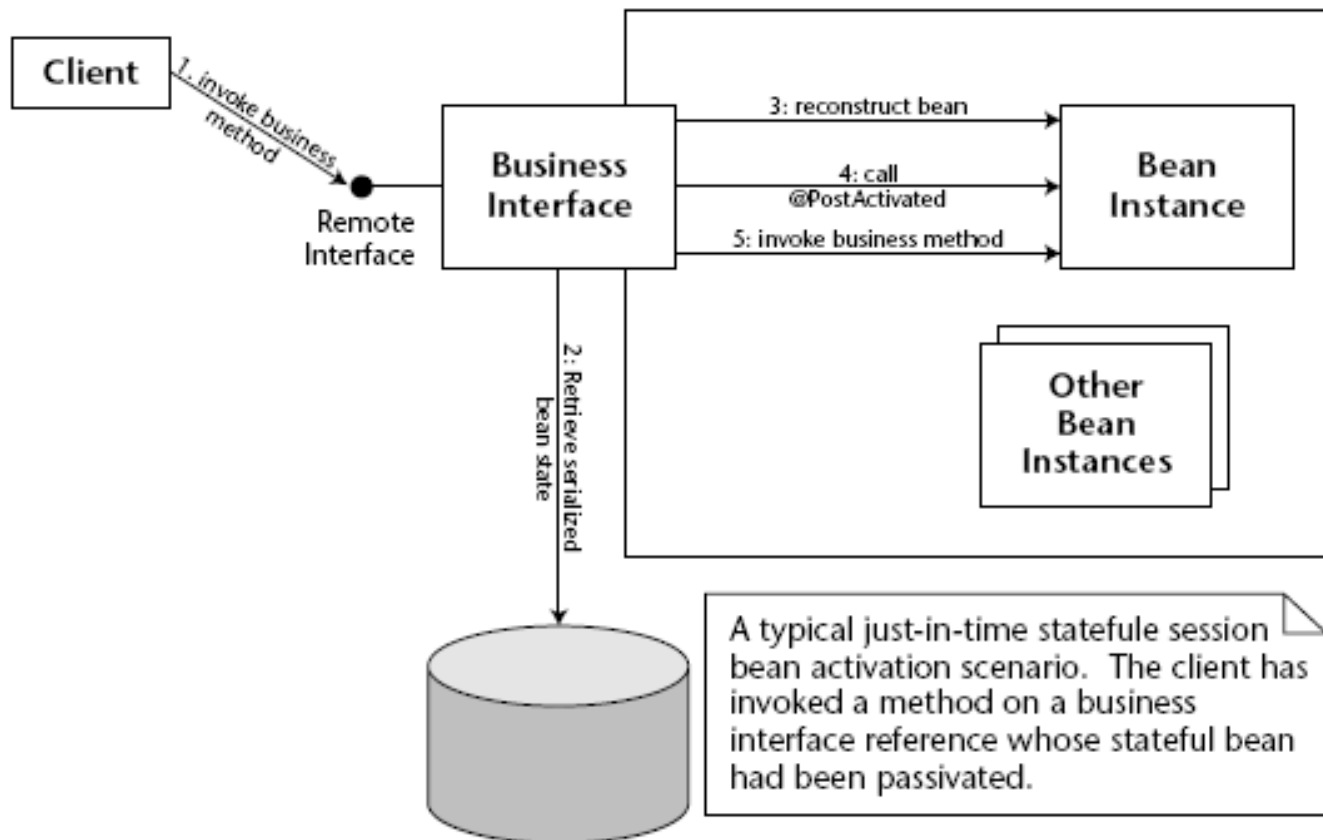 Client
1. invoke business
method
Remote
Interface
Business
Interface
3: reconstruct bean
4: call
@PostActivated
5: invoke business method
Bean
Instance
2: Retrieve serialized
bean state
Other
Bean
Instances
A typical just-in-time statefule session
bean activation scenario. The client has
invoked a method on a business
interface reference whose stateful bean
had been passivated.